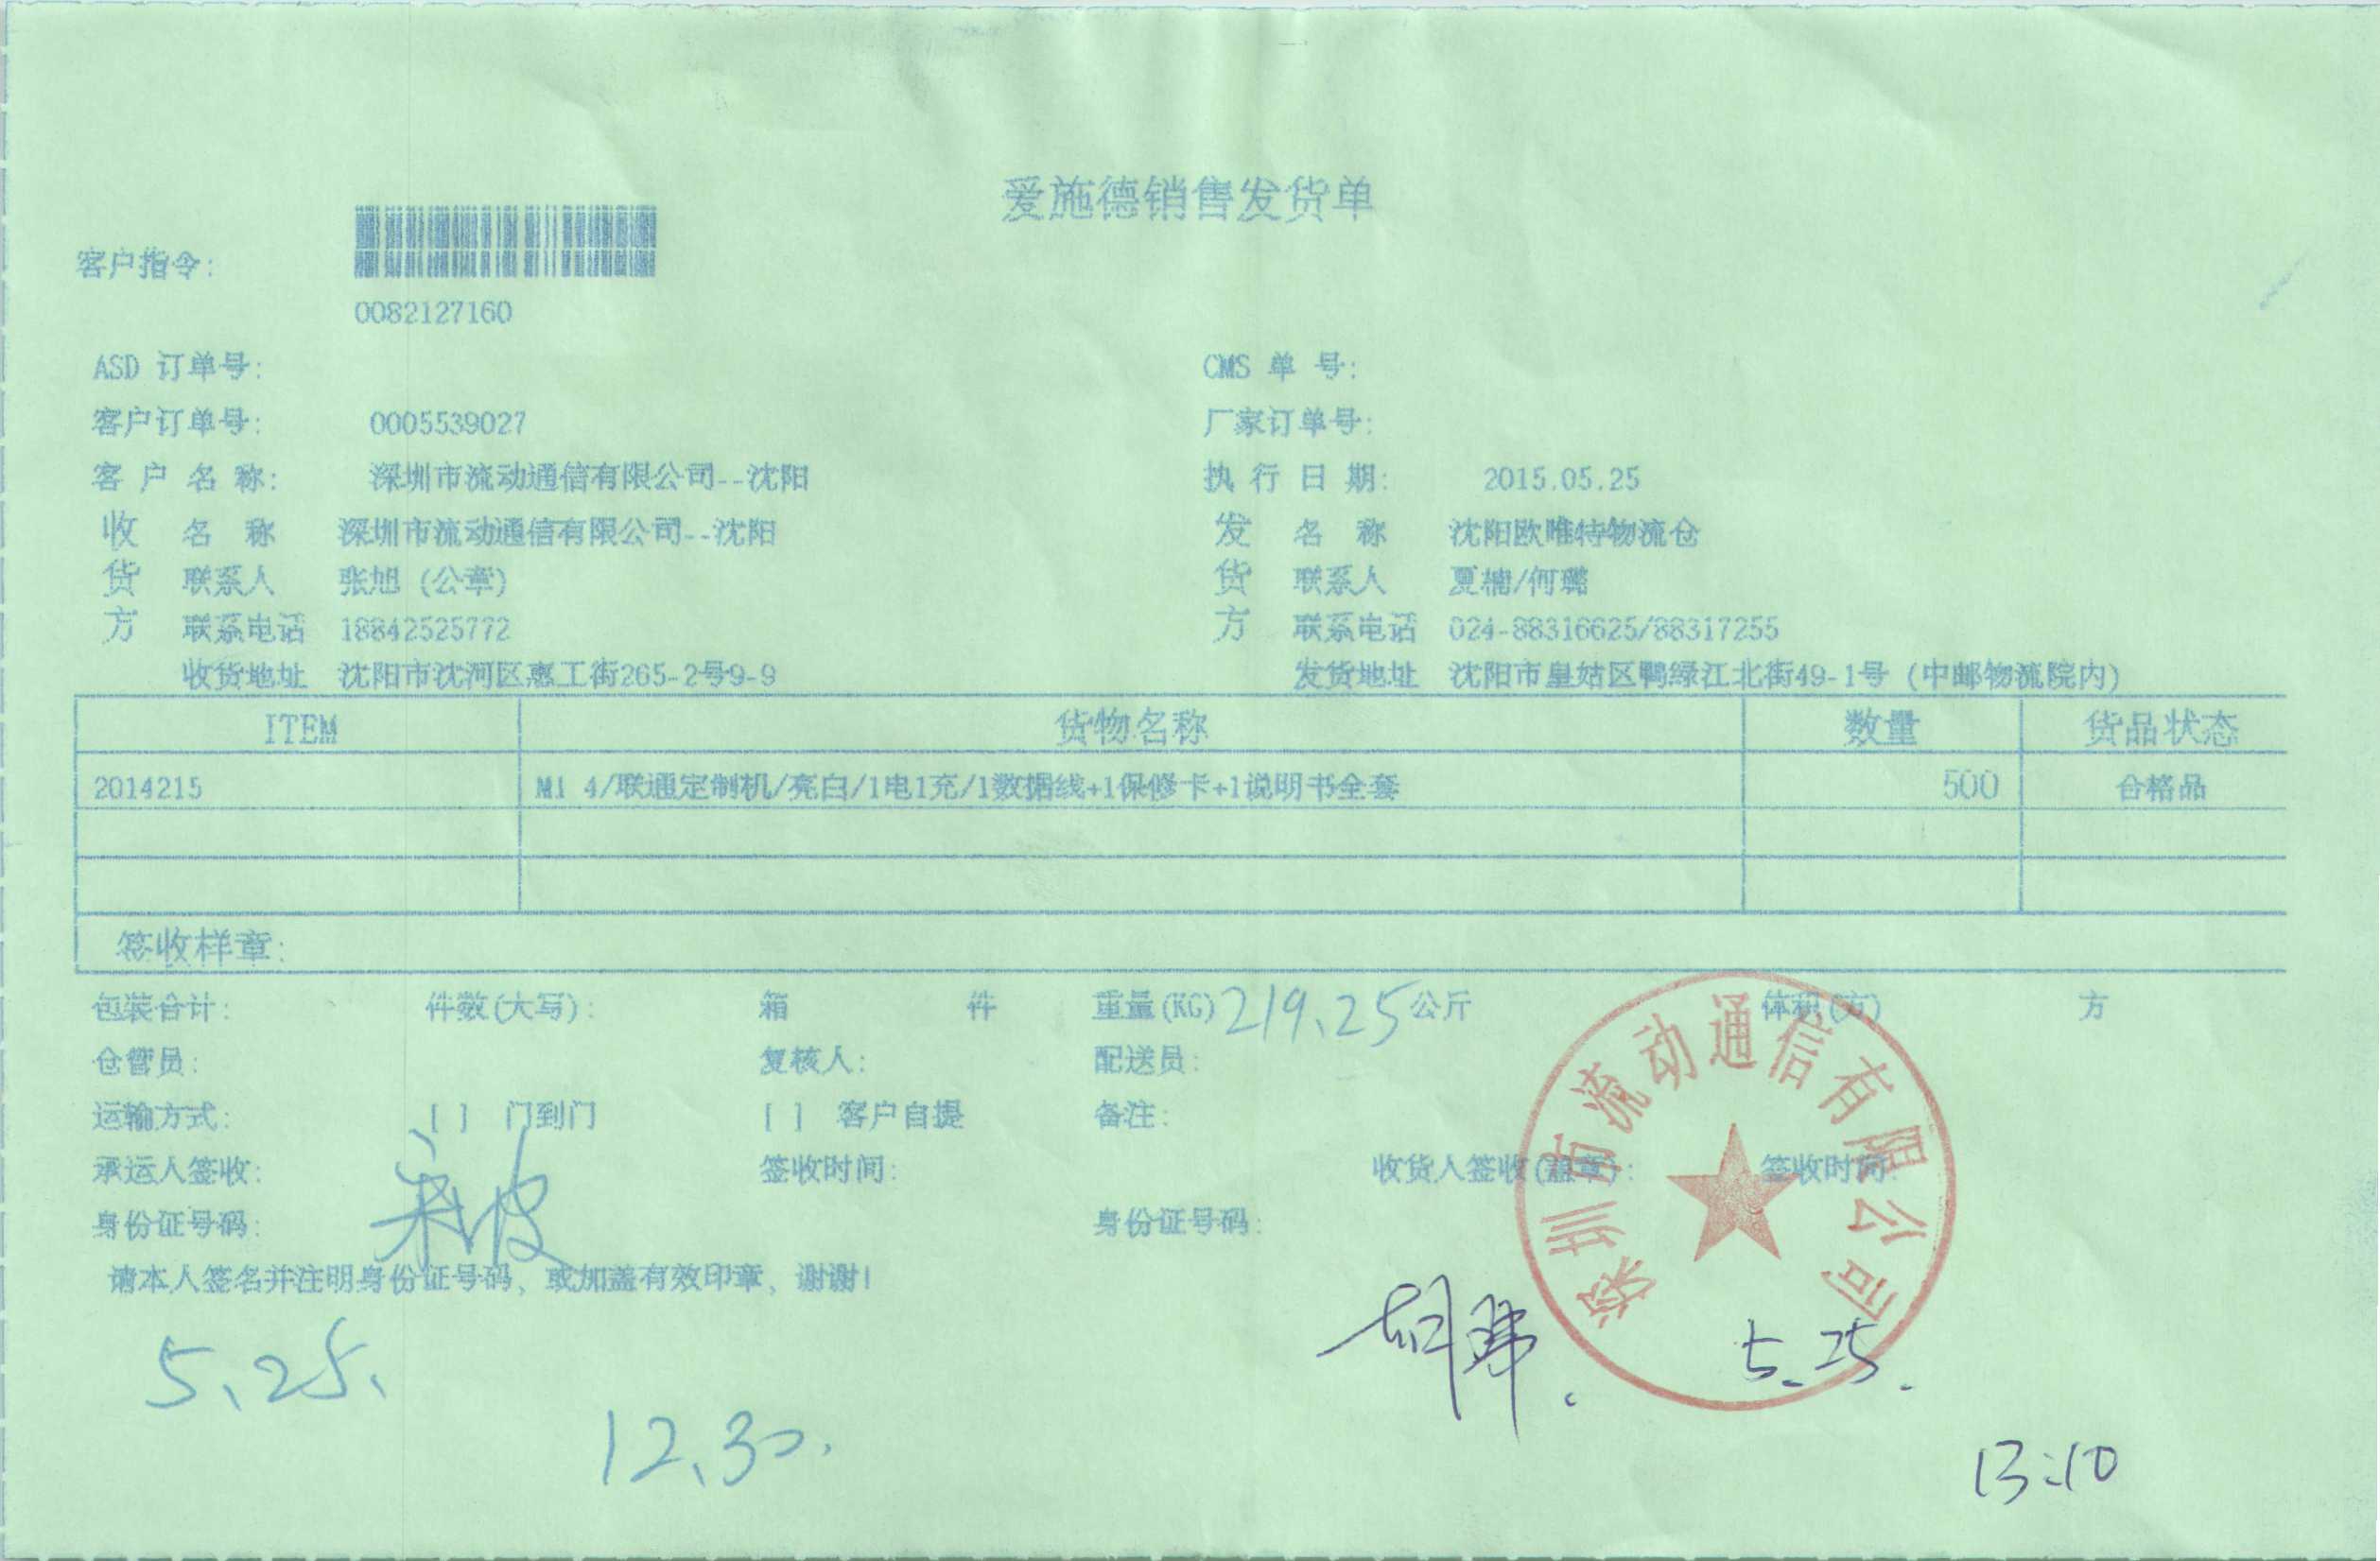 爱施德销售发货单
客户指令:
0082127160
ASD 订单号:
CMS 单 号:
客户订单号: 0005539027
厂家订单号:
客 户 名 称: 深圳市流动通信有限公司--沈阳
执 行 日 期: 2015.05.25
收货方 名 称 深圳市流动通信有限公司--沈阳
发货方 名 称 沈阳欧唯特物流仓
联系人 张旭 (公章)
联系人 夏楠/何璐
联系电话 18842525772
联系电话 024-88316625/88317255
收货地址 沈阳市沈河区惠工街265-2号9-9
发货地址 沈阳市皇姑区鸭绿江北街49-1号 (中邮物流院内)
ITEM 货物名称 数量 货品状态
2014215 MI 4/联通定制机/亮白/1电1充/1数据线+1保修卡+1说明书全套 500 合格品
签收样章:
包装合计: 件数(大写): 箱 件 重量(KG) 219.25 公斤 体积(方) 方
仓管员: 复核人: 配送员:
运输方式: [ ] 门到门 [ ] 客户自提 备注:
承运人签收: 签收时间: 收货人签收(盖章): 签收时间:
身份证号码: 身份证号码:
请本人签名并注明身份证号码、或加盖有效印章、谢谢!
深圳市流动通信有限公司
5.25.
5.25.
12.30.
13:10